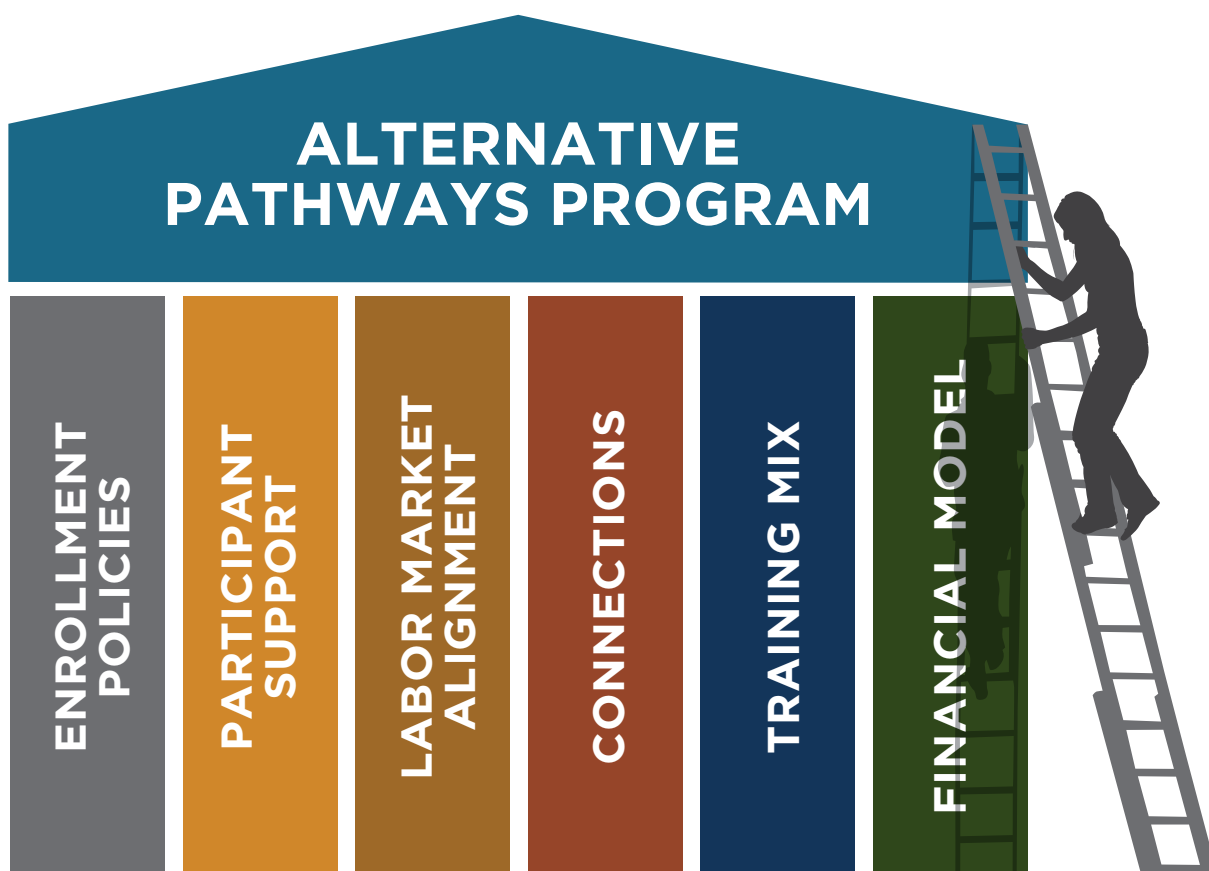 ALTERNATIVE
PATHWAYS PROGRAM
ENROLLMENT
POLICIES
PARTICIPANT
SUPPORT
LABOR MARKET
ALIGNMENT
CONNECTIONS
TRAINING MIX
FINANCIAL MODEL